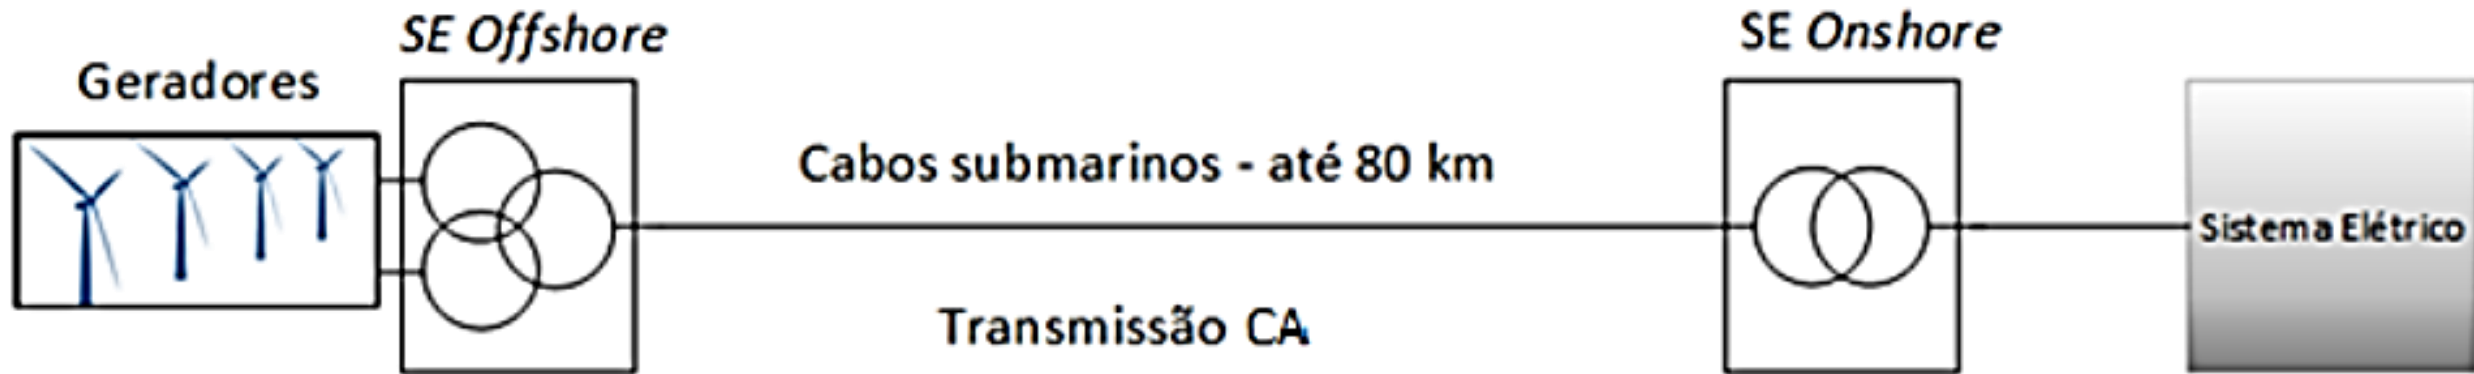 SE Offshore
SE Onshore
Geradores
Cabos submarinos - até 80 km
Sistema Elétrico
Transmissão CA